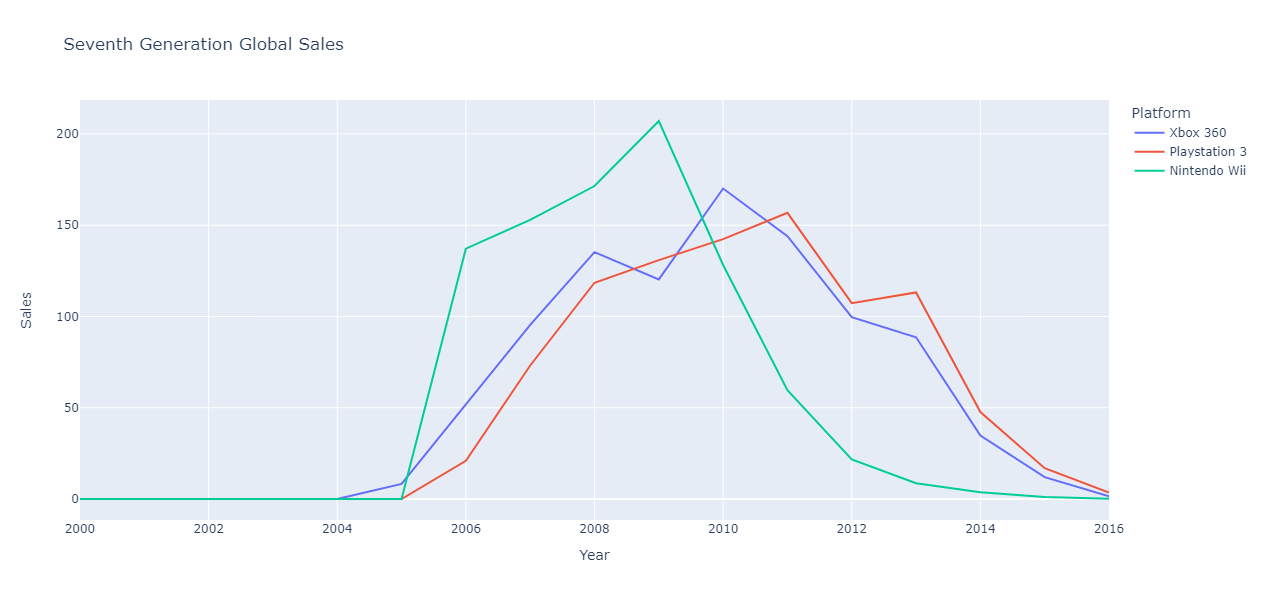 Seventh Generation Global Sales
Platform
Xbox 360
Playstation 3
Nintendo Wii
Sales
200
150
100
50
0
2000 2002 2004 2006 2008 2010 2012 2014 2016
Year